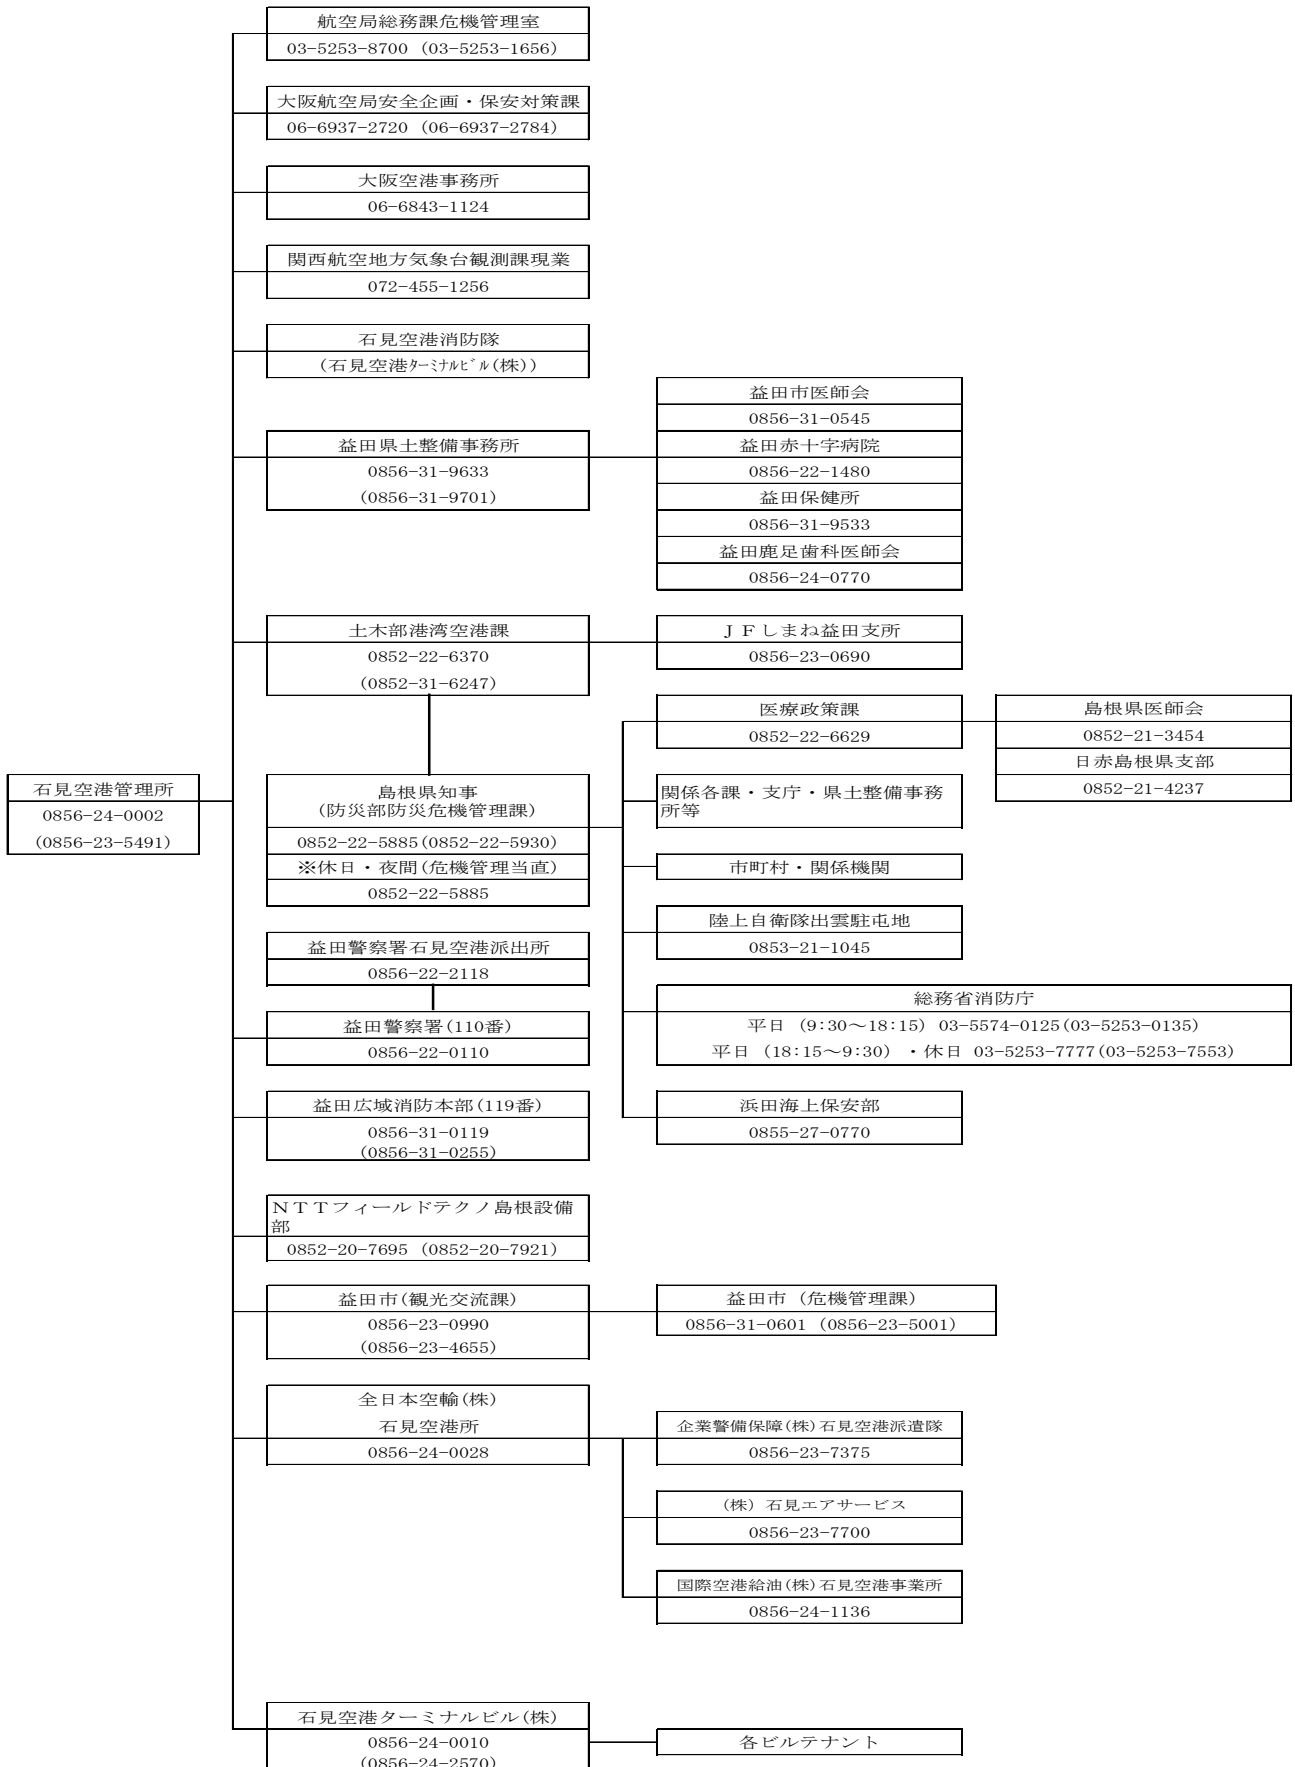 航空局総務課危機管理室
03-5253-8700 (03-5253-1656)
大阪航空局安全企画・保安対策課
06-6937-2720 (06-6937-2784)
大阪空港事務所
06-6843-1124
関西航空地方気象台観測課現業
072-455-1256
石見空港消防隊
(石見空港ﾀｰﾐﾅﾙﾋﾞﾙ(株))
益田県土整備事務所
0856-31-9633
(0856-31-9701)
益田市医師会
0856-31-0545
益田赤十字病院
0856-22-1480
益田保健所
0856-31-9533
益田鹿足歯科医師会
0856-24-0770
土木部港湾空港課
0852-22-6370
(0852-31-6247)
ＪＦしまね益田支所
0856-23-0690
医療政策課
0852-22-6629
島根県医師会
0852-21-3454
日赤島根県支部
0852-21-4237
石見空港管理所
0856-24-0002
(0856-23-5491)
島根県知事
(防災部防災危機管理課)
0852-22-5885(0852-22-5930)
※休日・夜間(危機管理当直)
0852-22-5885
関係各課・支庁・県土整備事務
所等
市町村・関係機関
陸上自衛隊出雲駐屯地
0853-21-1045
益田警察署石見空港派出所
0856-22-2118
益田警察署(110番)
0856-22-0110
総務省消防庁
平日 (9:30～18:15) 03-5574-0125(03-5253-0135)
平日 (18:15～9:30) ・休日 03-5253-7777(03-5253-7553)
益田広域消防本部(119番)
0856-31-0119
(0856-31-0255)
浜田海上保安部
0855-27-0770
ＮＴＴフィールドテクノ島根設備
部
0852-20-7695 (0852-20-7921)
益田市(観光交流課)
0856-23-0990
(0856-23-4655)
益田市 (危機管理課)
0856-31-0601 (0856-23-5001)
全日本空輸(株)
石見空港所
0856-24-0028
企業警備保障(株)石見空港派遣隊
0856-23-7375
(株) 石見エアサービス
0856-23-7700
国際空港給油(株)石見空港事業所
0856-24-1136
石見空港ターミナルビル(株)
0856-24-0010
(0856-24-2570)
各ビルテナント